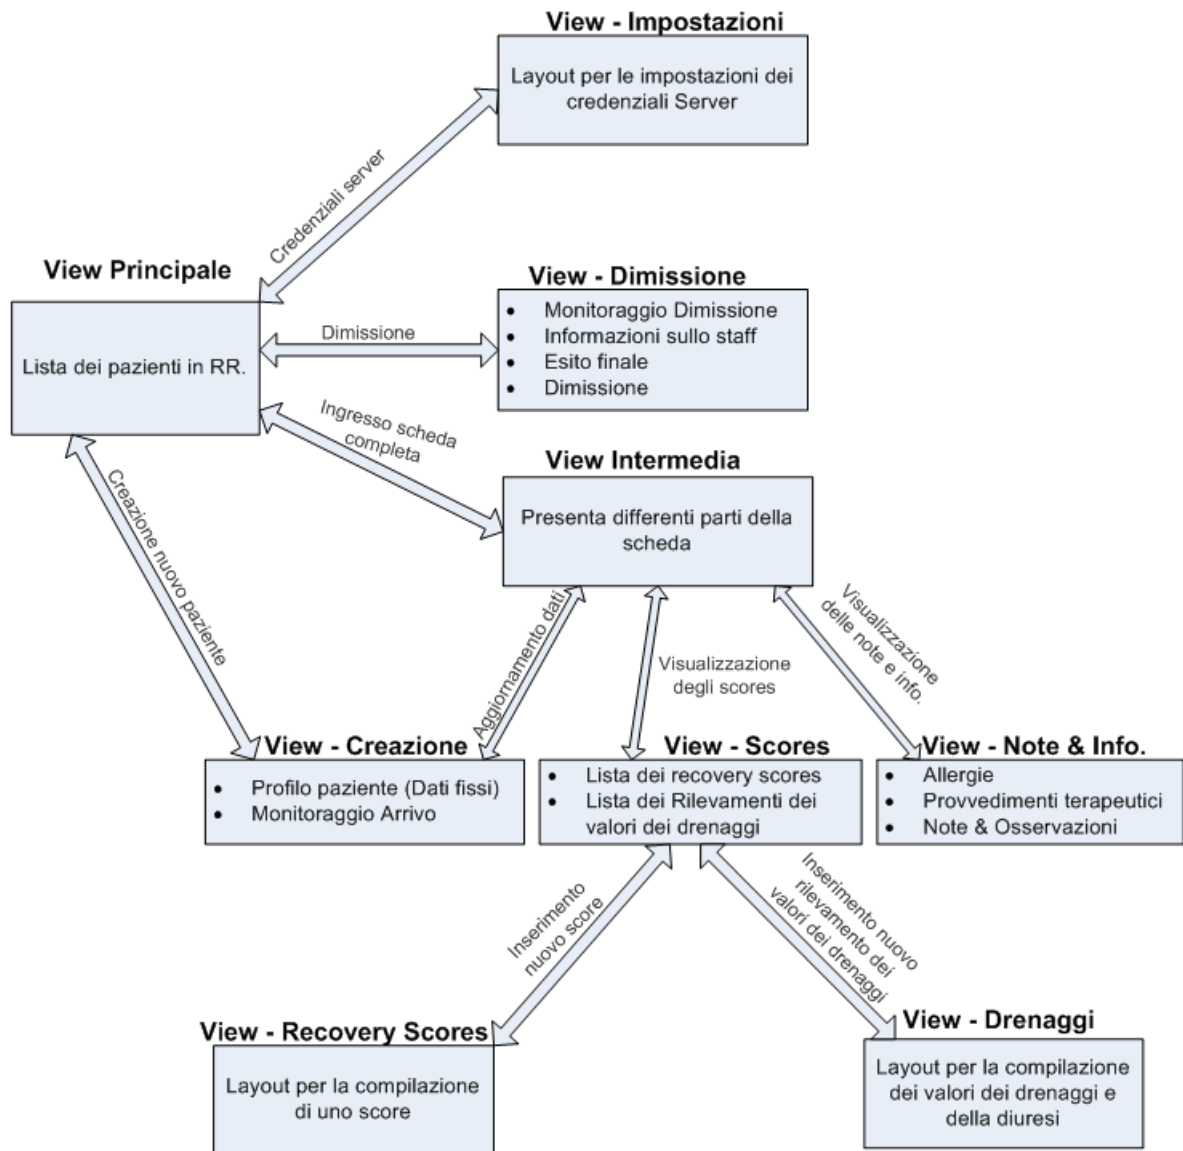 View - Impostazioni
Layout per le impostazioni dei
credenziali Server
Credenziali server
View Principale
Lista dei pazienti in RR.
Dimissione
View - Dimissione
• Monitoraggio Dimissione
• Informazioni sullo staff
• Esito finale
• Dimissione
Ingresso scheda
completa
View Intermedia
Presenta differenti parti della
scheda
Creazione nuovo paziente
Aggiornamento dati
Visualizzazione
degli scores
Visualizzazione
delle note e info.
View - Creazione
• Profilo paziente (Dati fissi)
• Monitoraggio Arrivo
View - Scores
• Lista dei recovery scores
• Lista dei Rilevamenti dei
valori dei drenaggi
View - Note & Info.
• Allergie
• Provvedimenti terapeutici
• Note & Osservazioni
Inserimento
nuovo score
Inserimento nuovo
rilevamento dei
valori dei drenaggi
View - Recovery Scores
Layout per la compilazione
di uno score
View - Drenaggi
Layout per la compilazione
dei valori dei drenaggi e
della diuresi